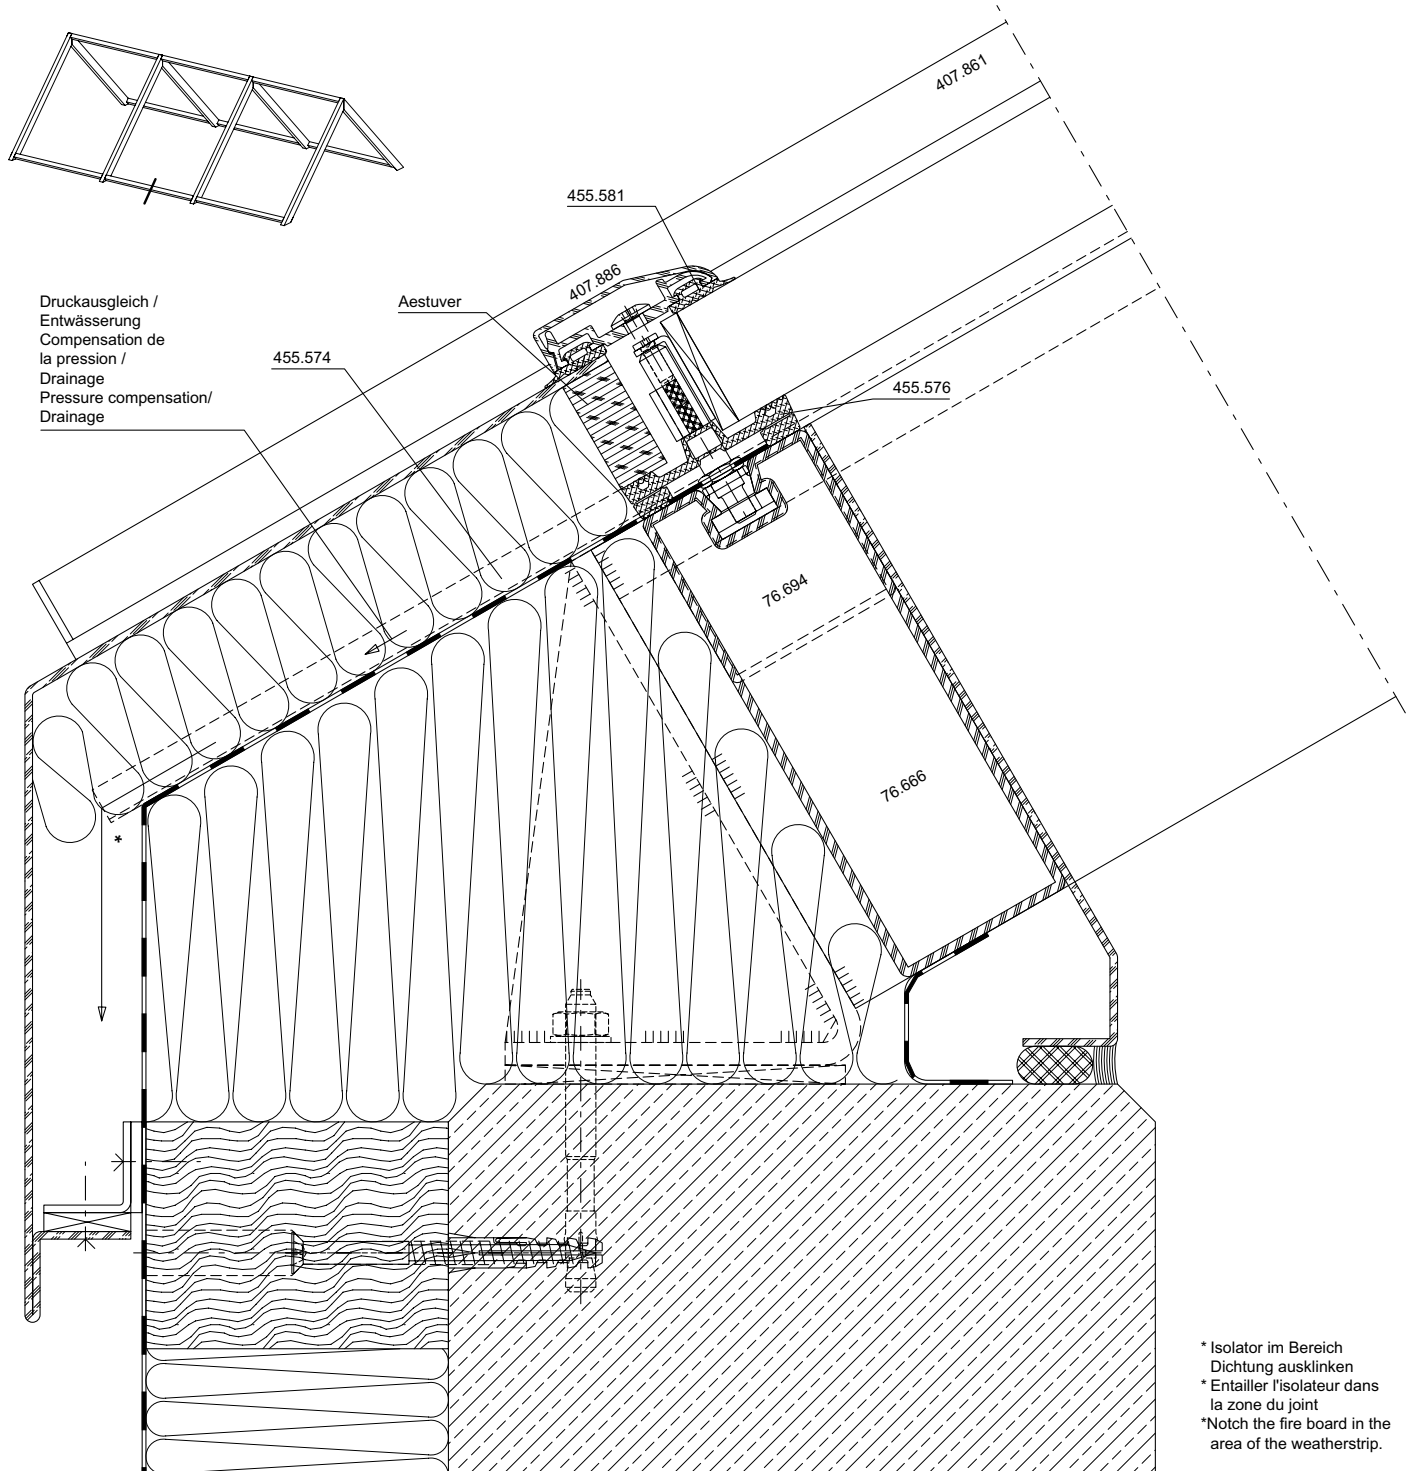 407.861
455.581
407.886
Druckausgleich /
Entwässerung
Compensation de
la pression /
Drainage
Pressure compensation/
Drainage
Aestuver
455.574
455.576
76.694
76.666
*
* Isolator im Bereich
Dichtung ausklinken
* Entailler l'isolateur dans
la zone du joint
*Notch the fire board in the
area of the weatherstrip.